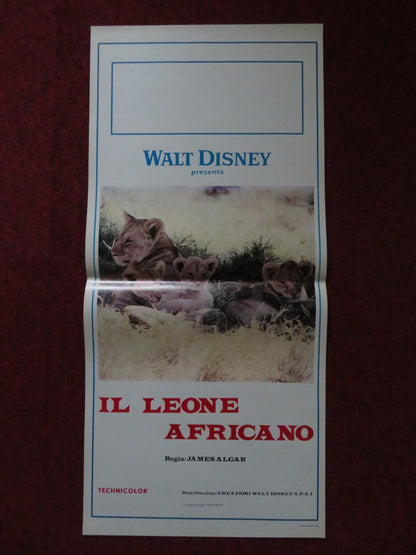 WALT DISNEY
presenta
IL LEONE
AFRICANO
Regia: JAMES ALGAR
TECHNICOLOR
Distribuzione: CREAZIONI WALT DISNEY S.P.A.I.